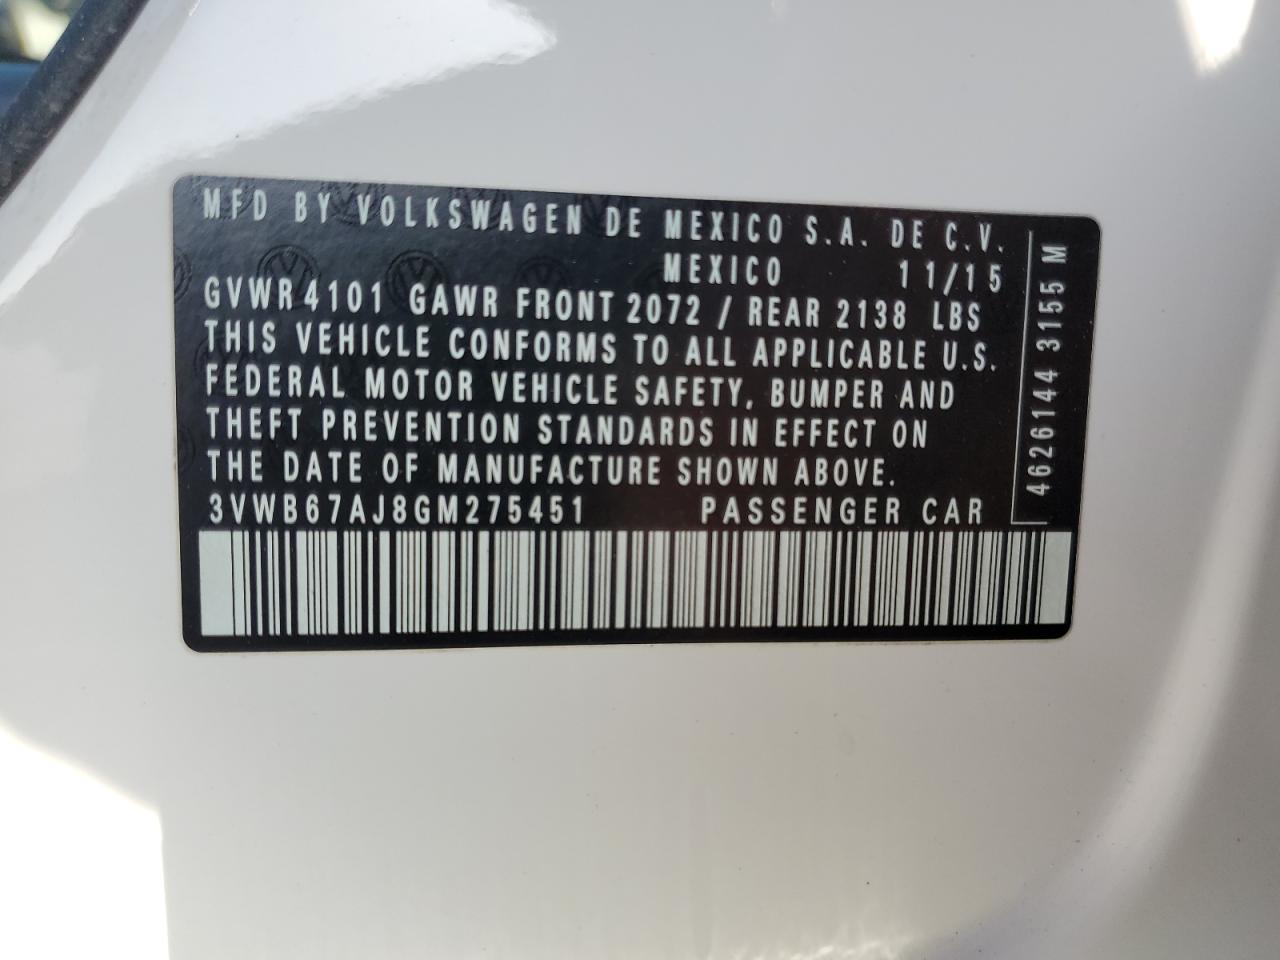 MFD BY VOLKSWAGEN DE MEXICO S.A. DE C.V.
MEXICO 11/15
GVWR 4101 GAWR FRONT 2072 / REAR 2138 LBS
THIS VEHICLE CONFORMS TO ALL APPLICABLE U.S.
FEDERAL MOTOR VEHICLE SAFETY, BUMPER AND
THEFT PREVENTION STANDARDS IN EFFECT ON
THE DATE OF MANUFACTURE SHOWN ABOVE.
3VWB67AJ8GM275451 PASSENGER CAR
4626144 3155 M